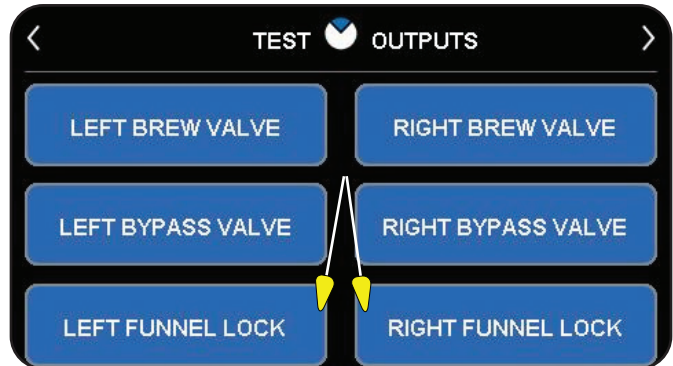 TEST OUTPUTS
LEFT BREW VALVE
RIGHT BREW VALVE
LEFT BYPASS VALVE
RIGHT BYPASS VALVE
LEFT FUNNEL LOCK
RIGHT FUNNEL LOCK